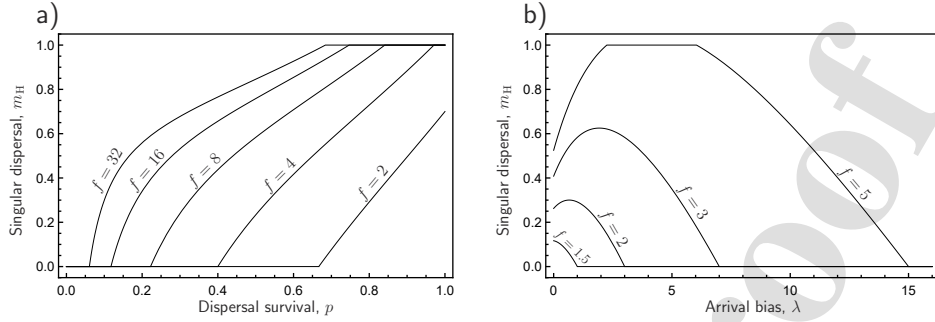 a)
Singular dispersal, m_H
1.0
0.8
0.6
0.4
0.2
0.0
f = 32
f = 16
f = 8
f = 4
f = 2
0.0 0.2 0.4 0.6 0.8 1.0
Dispersal survival, p
b)
Singular dispersal, m_H
1.0
0.8
0.6
0.4
0.2
0.0
f = 1.5
f = 2
f = 3
f = 5
0 5 10 15
Arrival bias, λ
oof